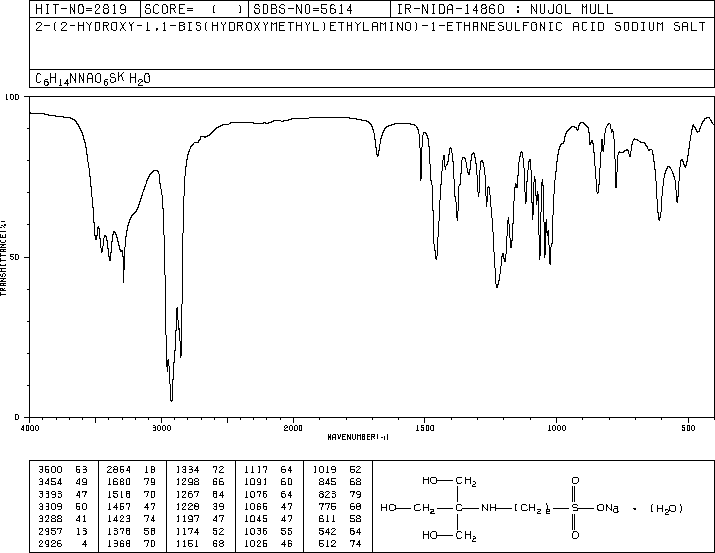 HIT-NO=2819 SCORE= ( ) SDBS-NO=5614 IR-NIDA-14860 : NUJOL MULL
2-(2-HYDROXY-1,1-BIS(HYDROXYMETHYL)ETHYLAMINO)-1-ETHANESULFONIC ACID SODIUM SALT
C6H14NNAO6SK H2O
100
50
0
TRANSMITTANCE(%)
4000 3000 2000 1500 1000 500
WAVENUMBER(-1)
3500 53 2854 18 1334 72 1117 64 1019 52
3454 49 1680 79 1298 66 1091 60 845 68
3393 47 1518 70 1267 64 1076 64 823 79
3309 50 1457 47 1228 39 1066 47 776 68
3288 41 1423 74 1197 47 1045 47 611 58
2957 13 1378 58 1174 52 1036 55 542 64
2926 4 1368 70 1151 68 1026 46 512 74
HO—CH2
O
HO—CH2—C—NH—(CH2)2—S—ONa · (H2O)
HO—CH2
O